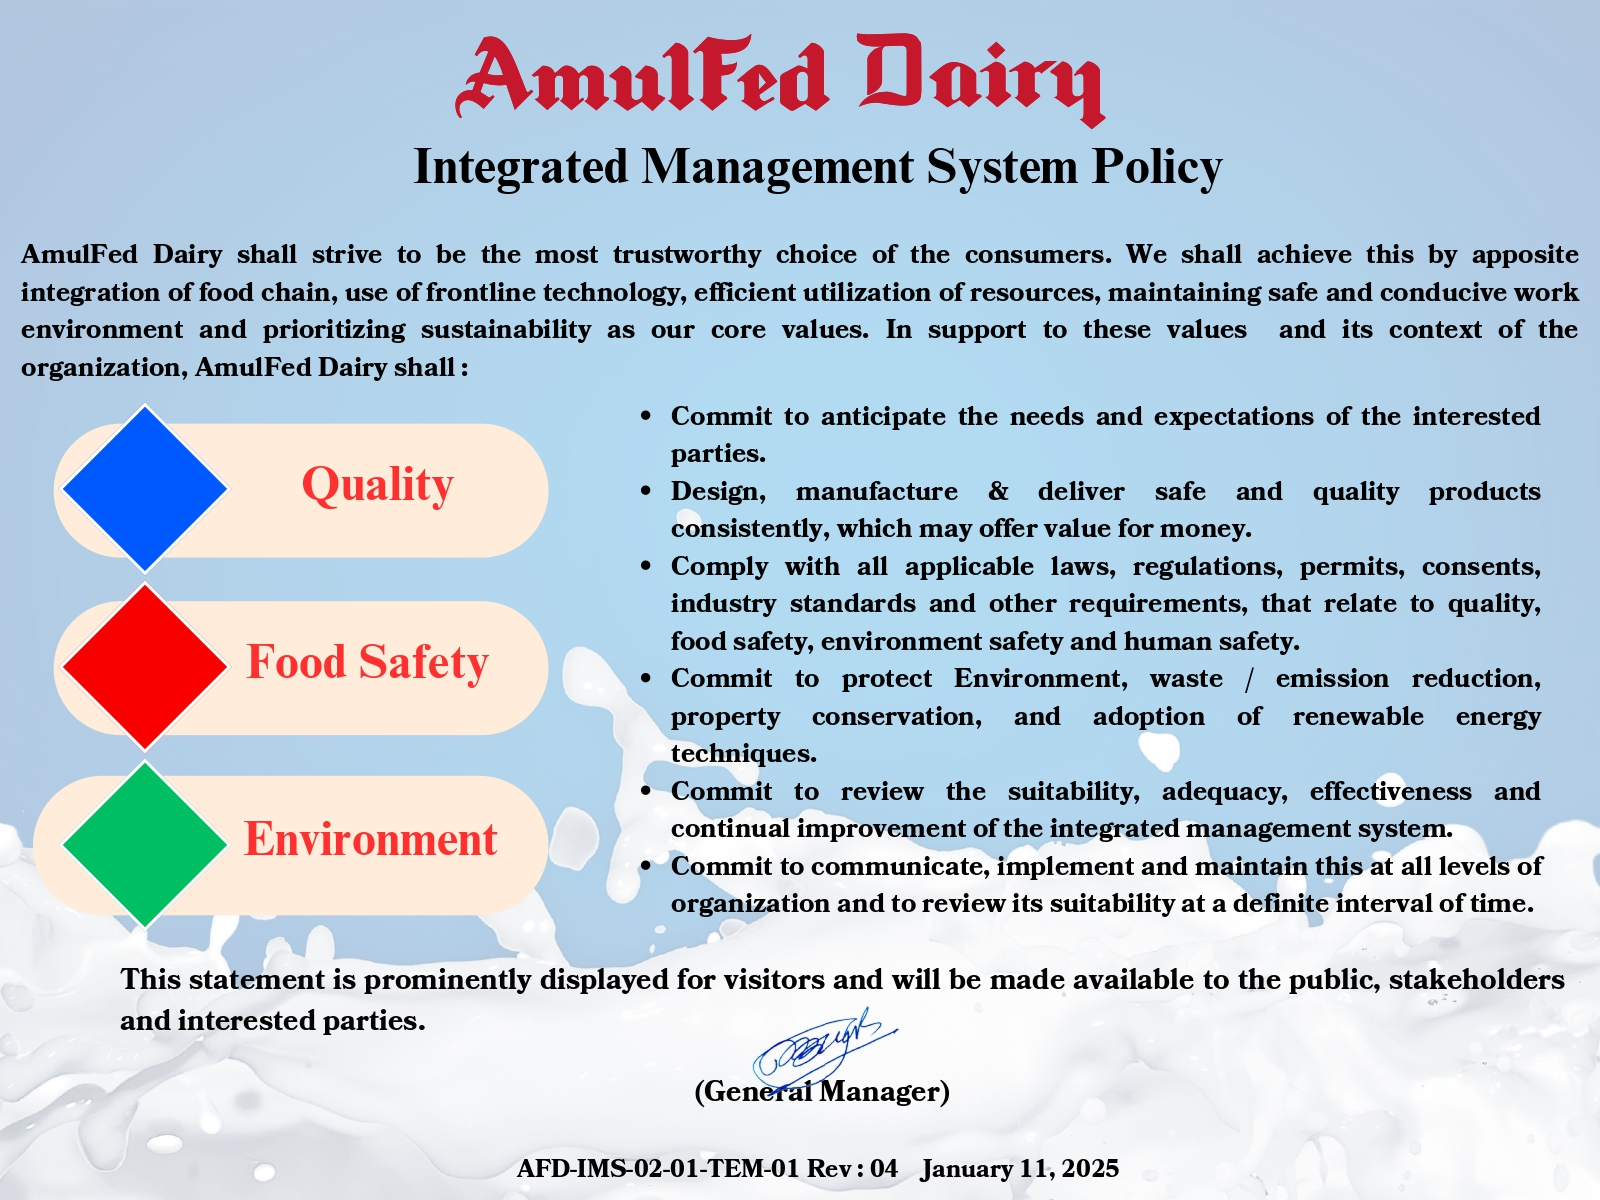 AmulFed Dairy
Integrated Management System Policy
AmulFed Dairy shall strive to be the most trustworthy choice of the consumers. We shall achieve this by apposite
integration of food chain, use of frontline technology, efficient utilization of resources, maintaining safe and conducive work
environment and prioritizing sustainability as our core values. In support to these values and its context of the
organization, AmulFed Dairy shall :
Quality
Food Safety
Environment
• Commit to anticipate the needs and expectations of the interested
parties.
• Design, manufacture & deliver safe and quality products
consistently, which may offer value for money.
• Comply with all applicable laws, regulations, permits, consents,
industry standards and other requirements, that relate to quality,
food safety, environment safety and human safety.
• Commit to protect Environment, waste / emission reduction,
property conservation, and adoption of renewable energy
techniques.
• Commit to review the suitability, adequacy, effectiveness and
continual improvement of the integrated management system.
• Commit to communicate, implement and maintain this at all levels of
organization and to review its suitability at a definite interval of time.
This statement is prominently displayed for visitors and will be made available to the public, stakeholders
and interested parties.
(General Manager)
AFD-IMS-02-01-TEM-01 Rev : 04 January 11, 2025